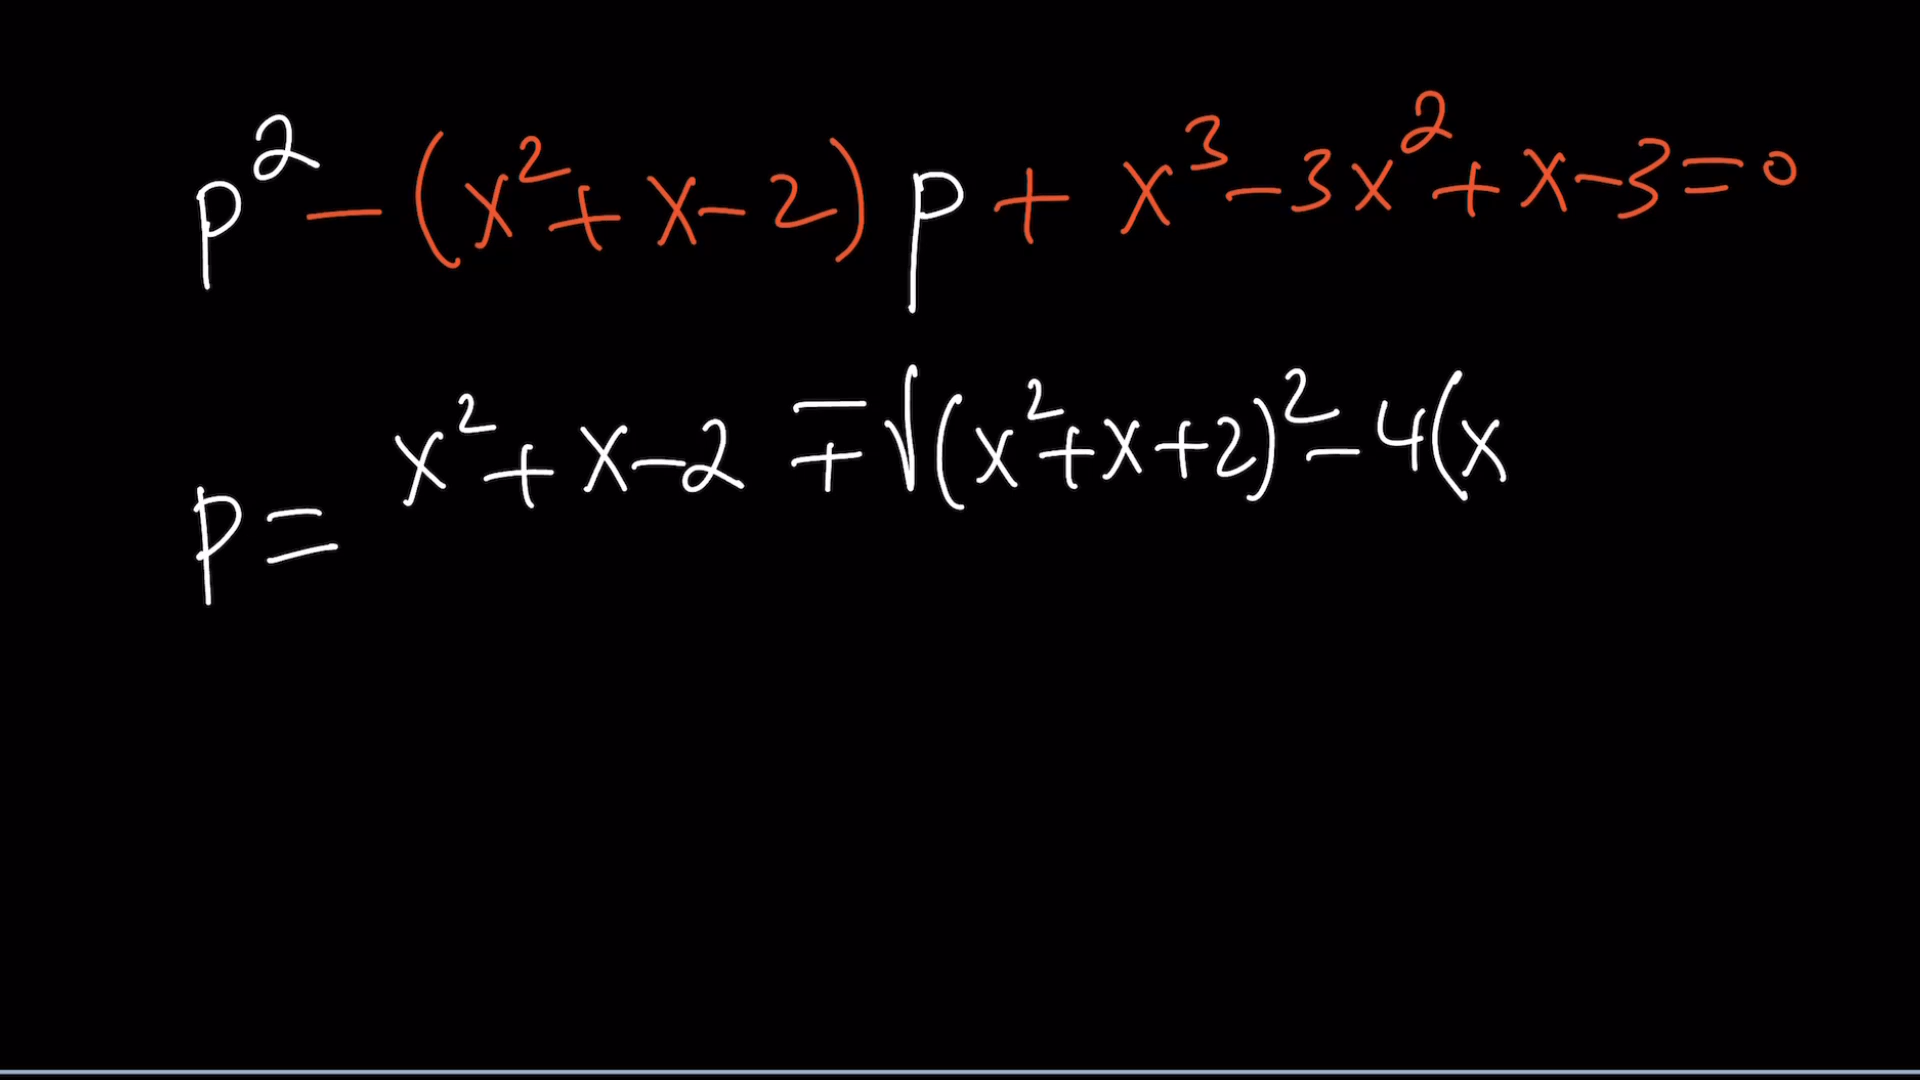 p² - (x² + x - 2) p + x³ - 3x² + x - 3 = 0
p = x² + x - 2 ∓ √(x² + x + 2)² - 4(x